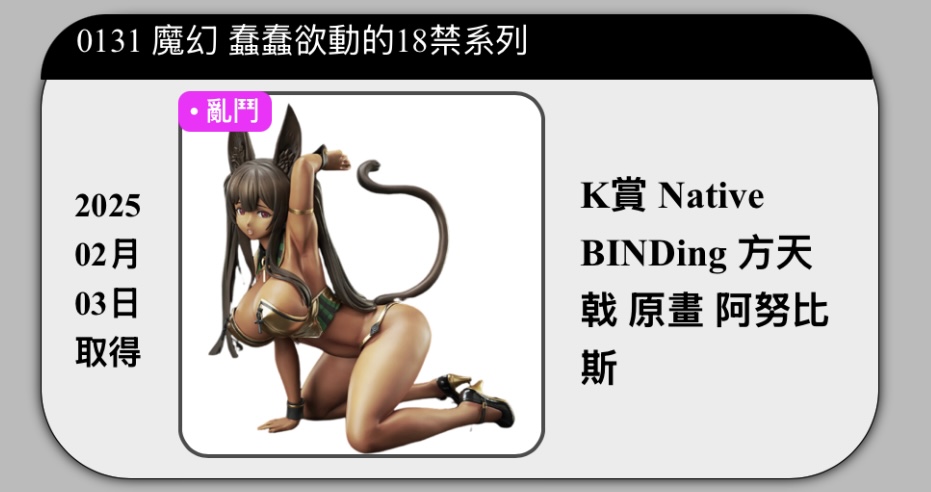 0131 魔幻 蠢蠢欲動的18禁系列
• 亂鬥
2025
02月
03日
取得
K賞 Native
BINDing 方天
戟 原畫 阿努比
斯